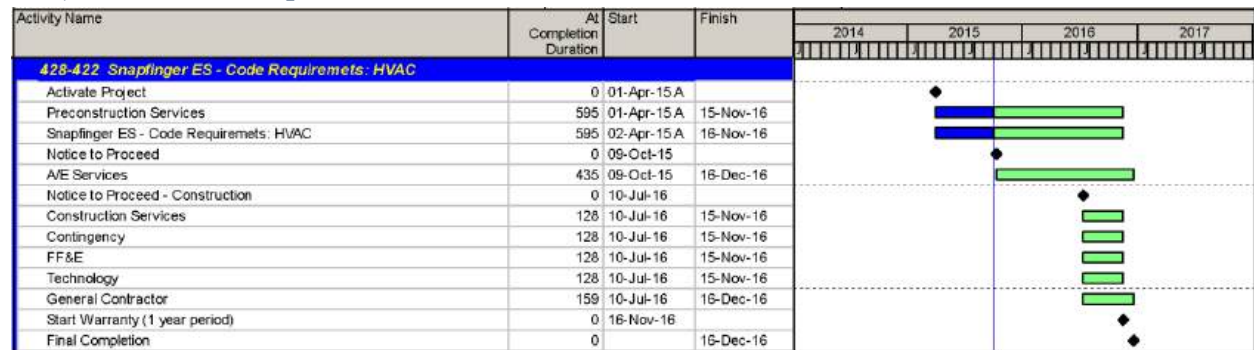 Activity Name At Completion Duration Start Finish 2014 2015 2016 2017
428-422 Snapfinger ES - Code Requiremets: HVAC
Activate Project 0 01-Apr-15 A
Preconstruction Services 595 01-Apr-15 A 15-Nov-16
Snapfinger ES - Code Requiremets: HVAC 595 02-Apr-15 A 16-Nov-16
Notice to Proceed 0 09-Oct-15
A/E Services 435 09-Oct-15 16-Dec-16
Notice to Proceed - Construction 0 10-Jul-16
Construction Services 128 10-Jul-16 15-Nov-16
Contingency 128 10-Jul-16 15-Nov-16
FF&E 128 10-Jul-16 15-Nov-16
Technology 128 10-Jul-16 15-Nov-16
General Contractor 159 10-Jul-16 16-Dec-16
Start Warranty (1 year period) 0 16-Nov-16
Final Completion 0 16-Dec-16